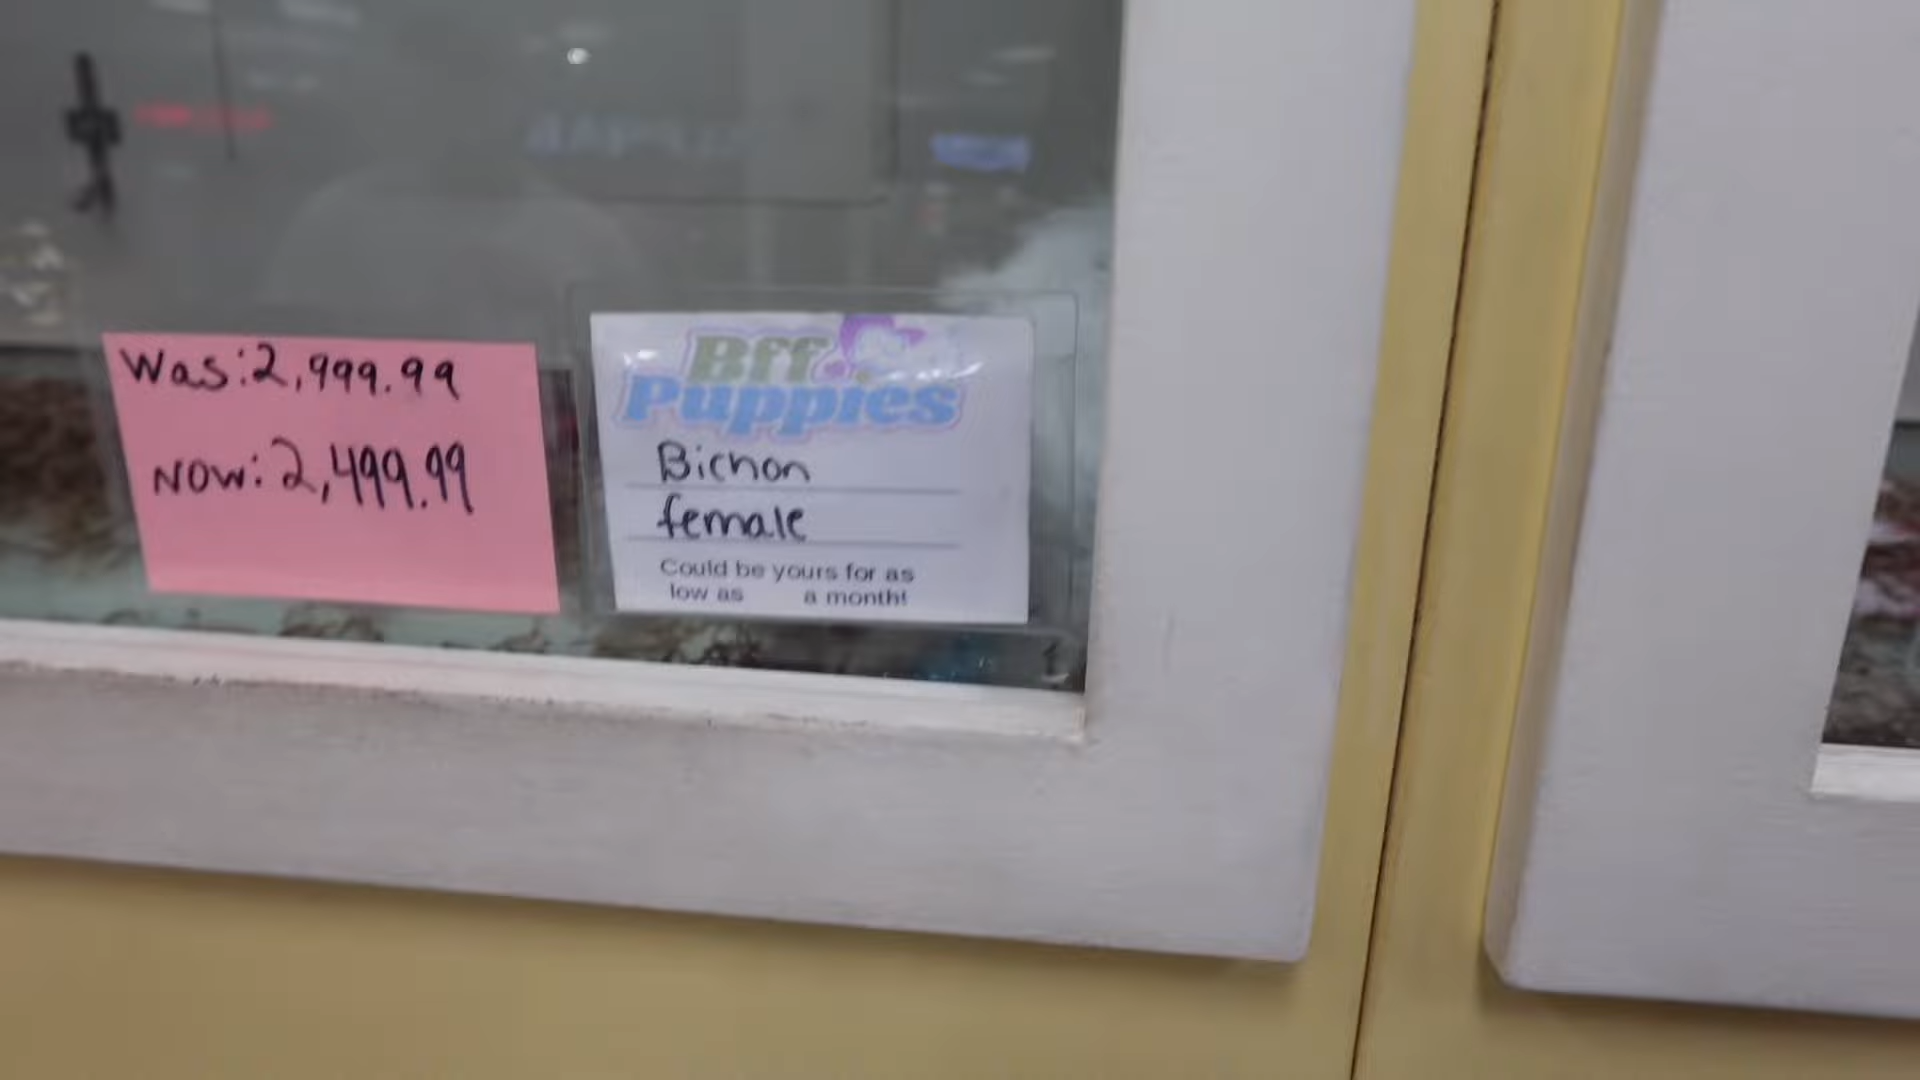 Was: 2,999.99
Now: 2,499.99
Bff
Puppies
Bichon
female
Could be yours for as
low as a month!